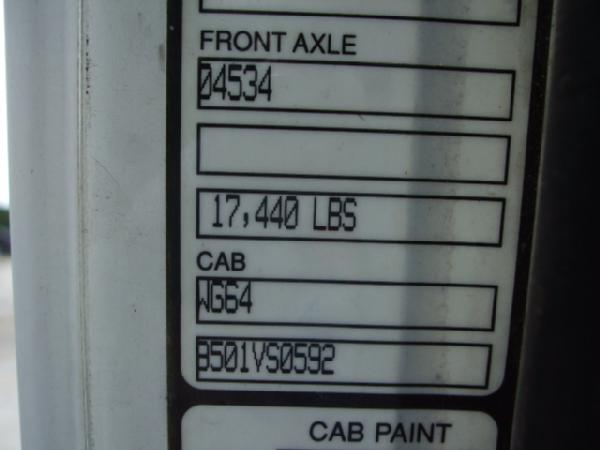 FRONT AXLE
04534
17,440 LBS
CAB
WG64
B501VS0592
CAB PAINT